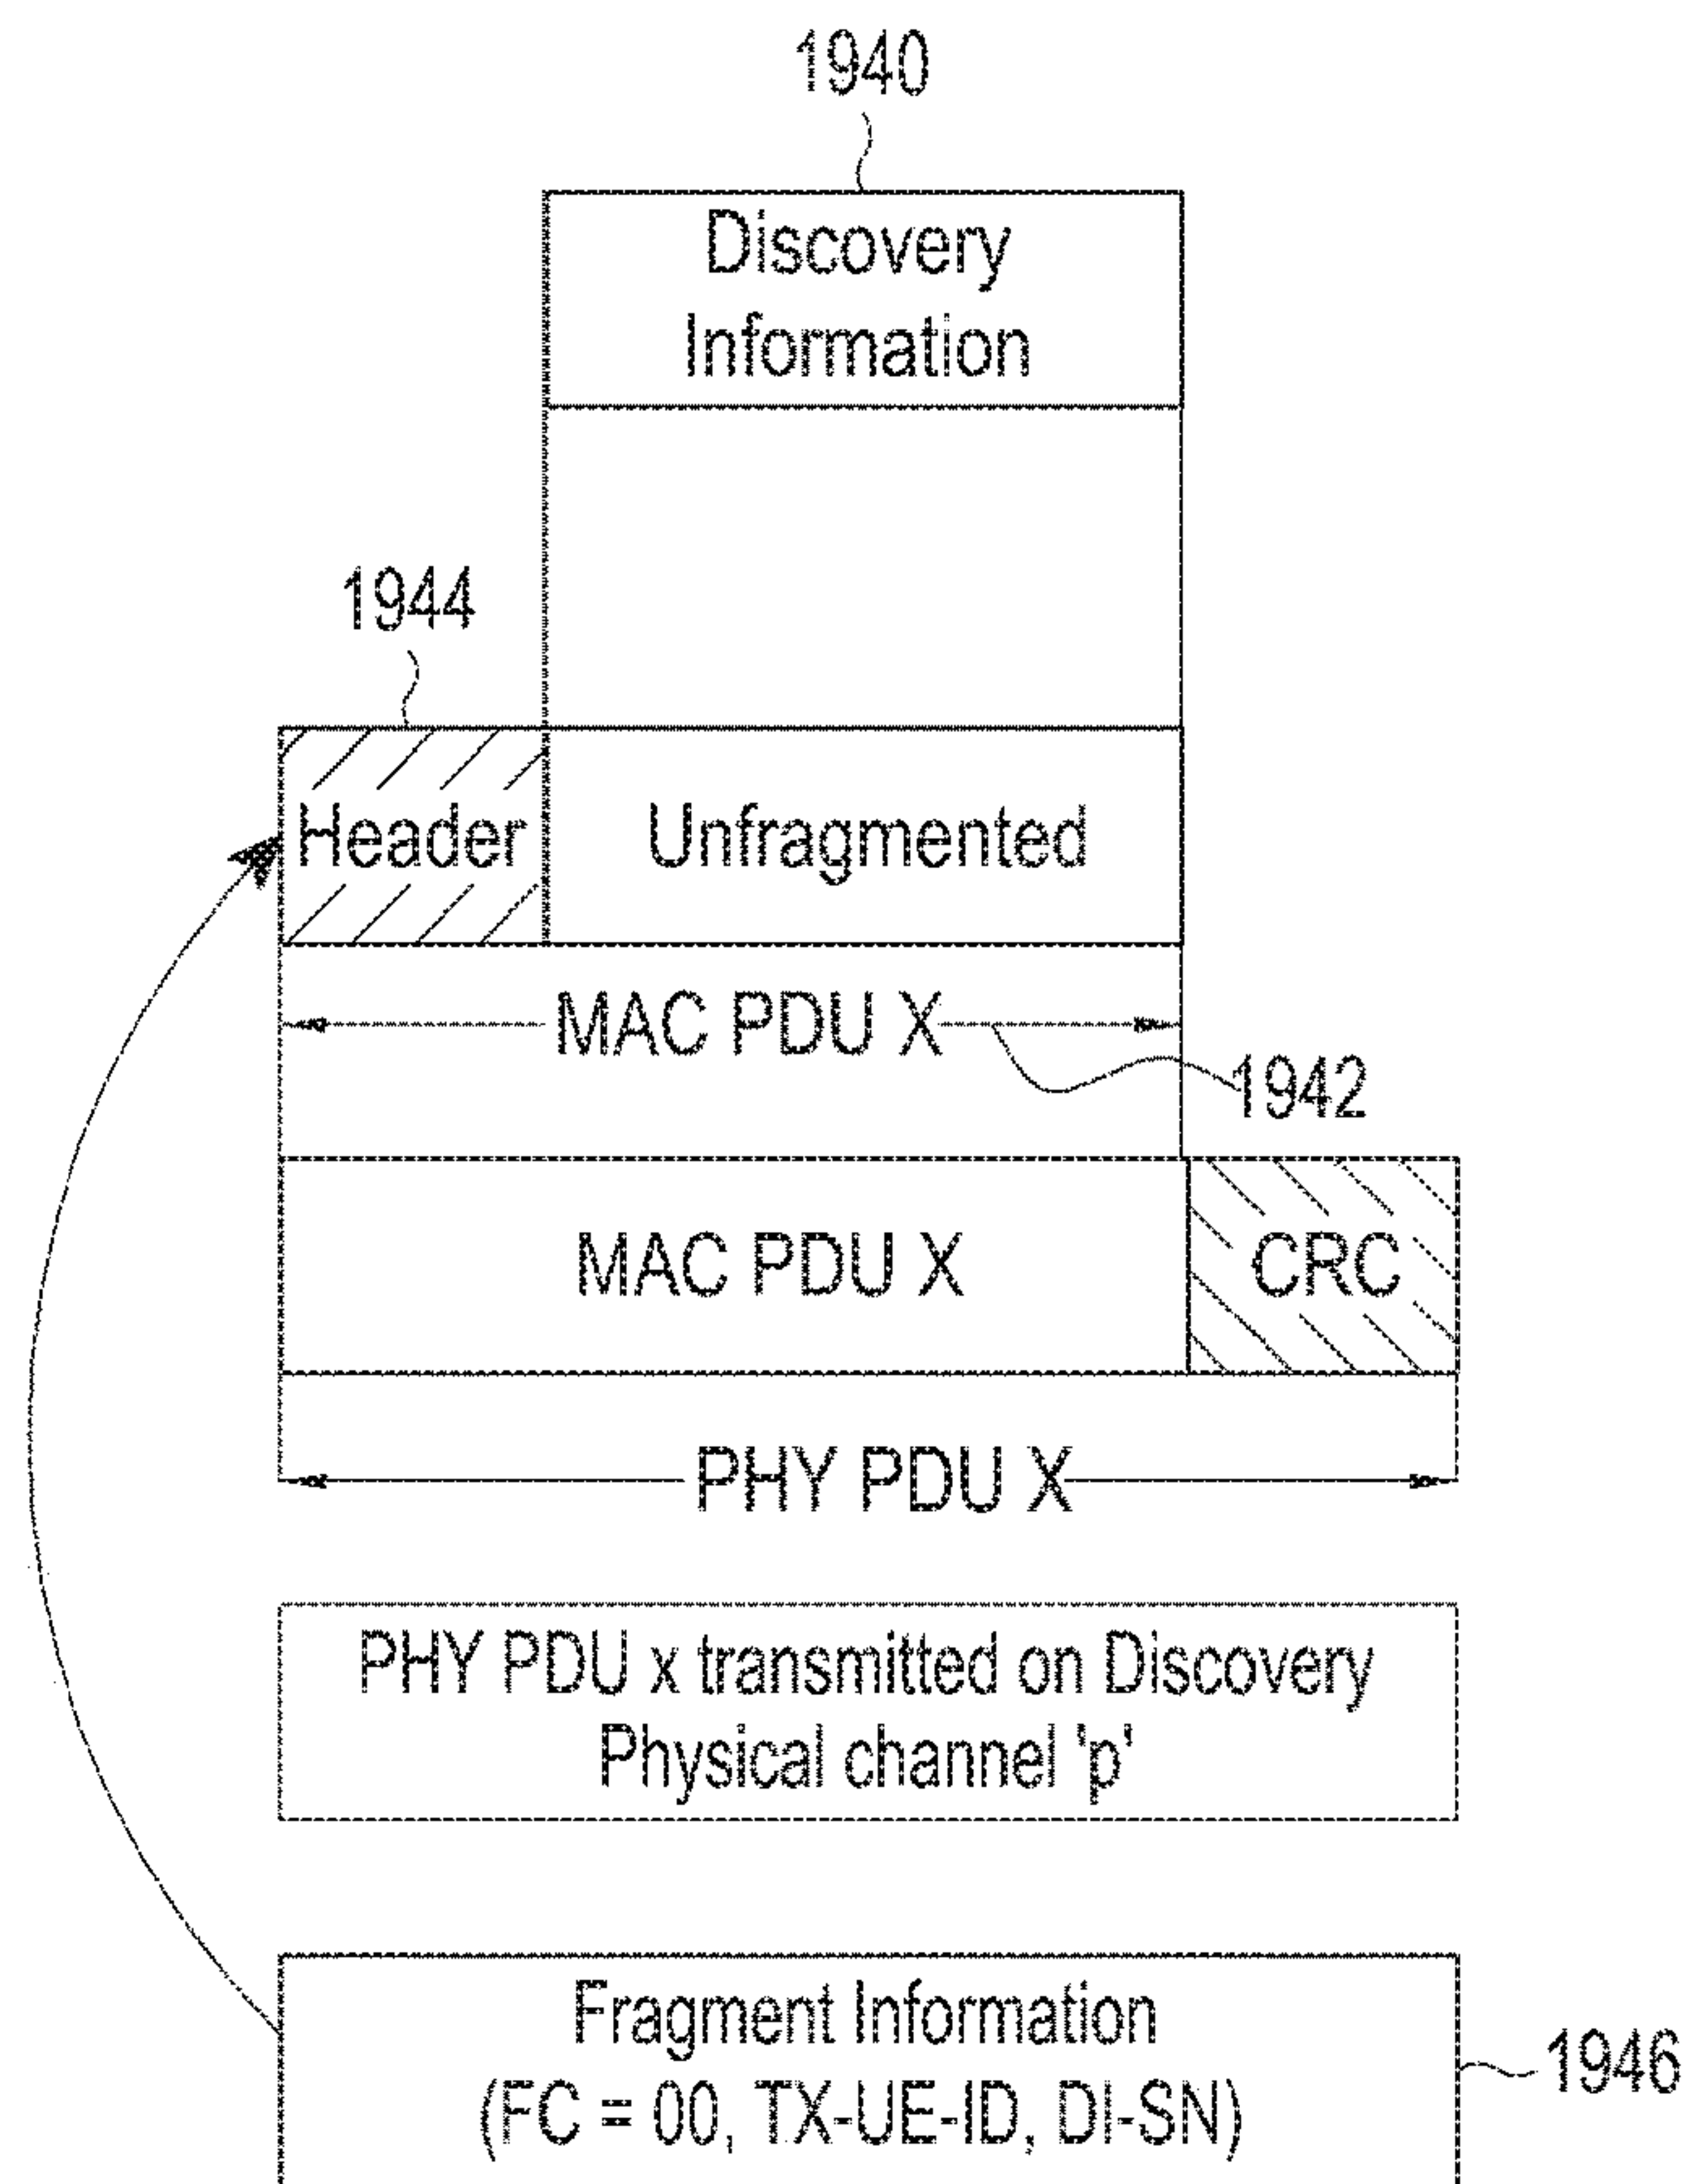 1940
Discovery
Information
1944
Header
Unfragmented
MAC PDU X
1942
MAC PDU X
CRC
PHY PDU X
PHY PDU x transmitted on Discovery
Physical channel 'p'
Fragment Information
(FC = 00, TX-UE-ID, DI-SN)
1946